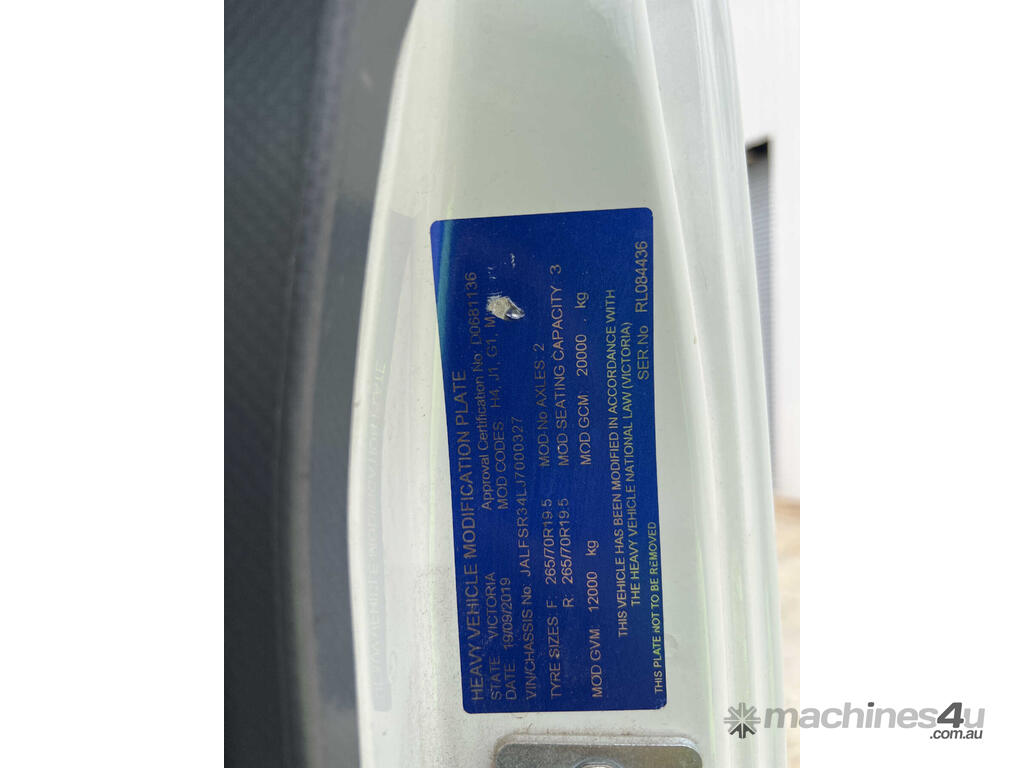 HEAVY VEHICLE MODIFICATION PLATE
STATE: VICTORIA Approval Certification No: D0681136
DATE: 19/09/2019 MOD CODES: H4, J1, G1,
VIN/CHASSIS No: JALFSR34LJ7000327
TYRE SIZES F: 265/70R19.5 MOD No AXLES: 2
R: 265/70R19.5 MOD SEATING CAPACITY 3
MOD GVM: 12000 kg MOD GCM: 20000 kg
THIS VEHICLE HAS BEEN MODIFIED IN ACCORDANCE WITH
THE HEAVY VEHICLE NATIONAL LAW (VICTORIA)
THIS PLATE NOT TO BE REMOVED SER No RL084436
machines4u
.com.au